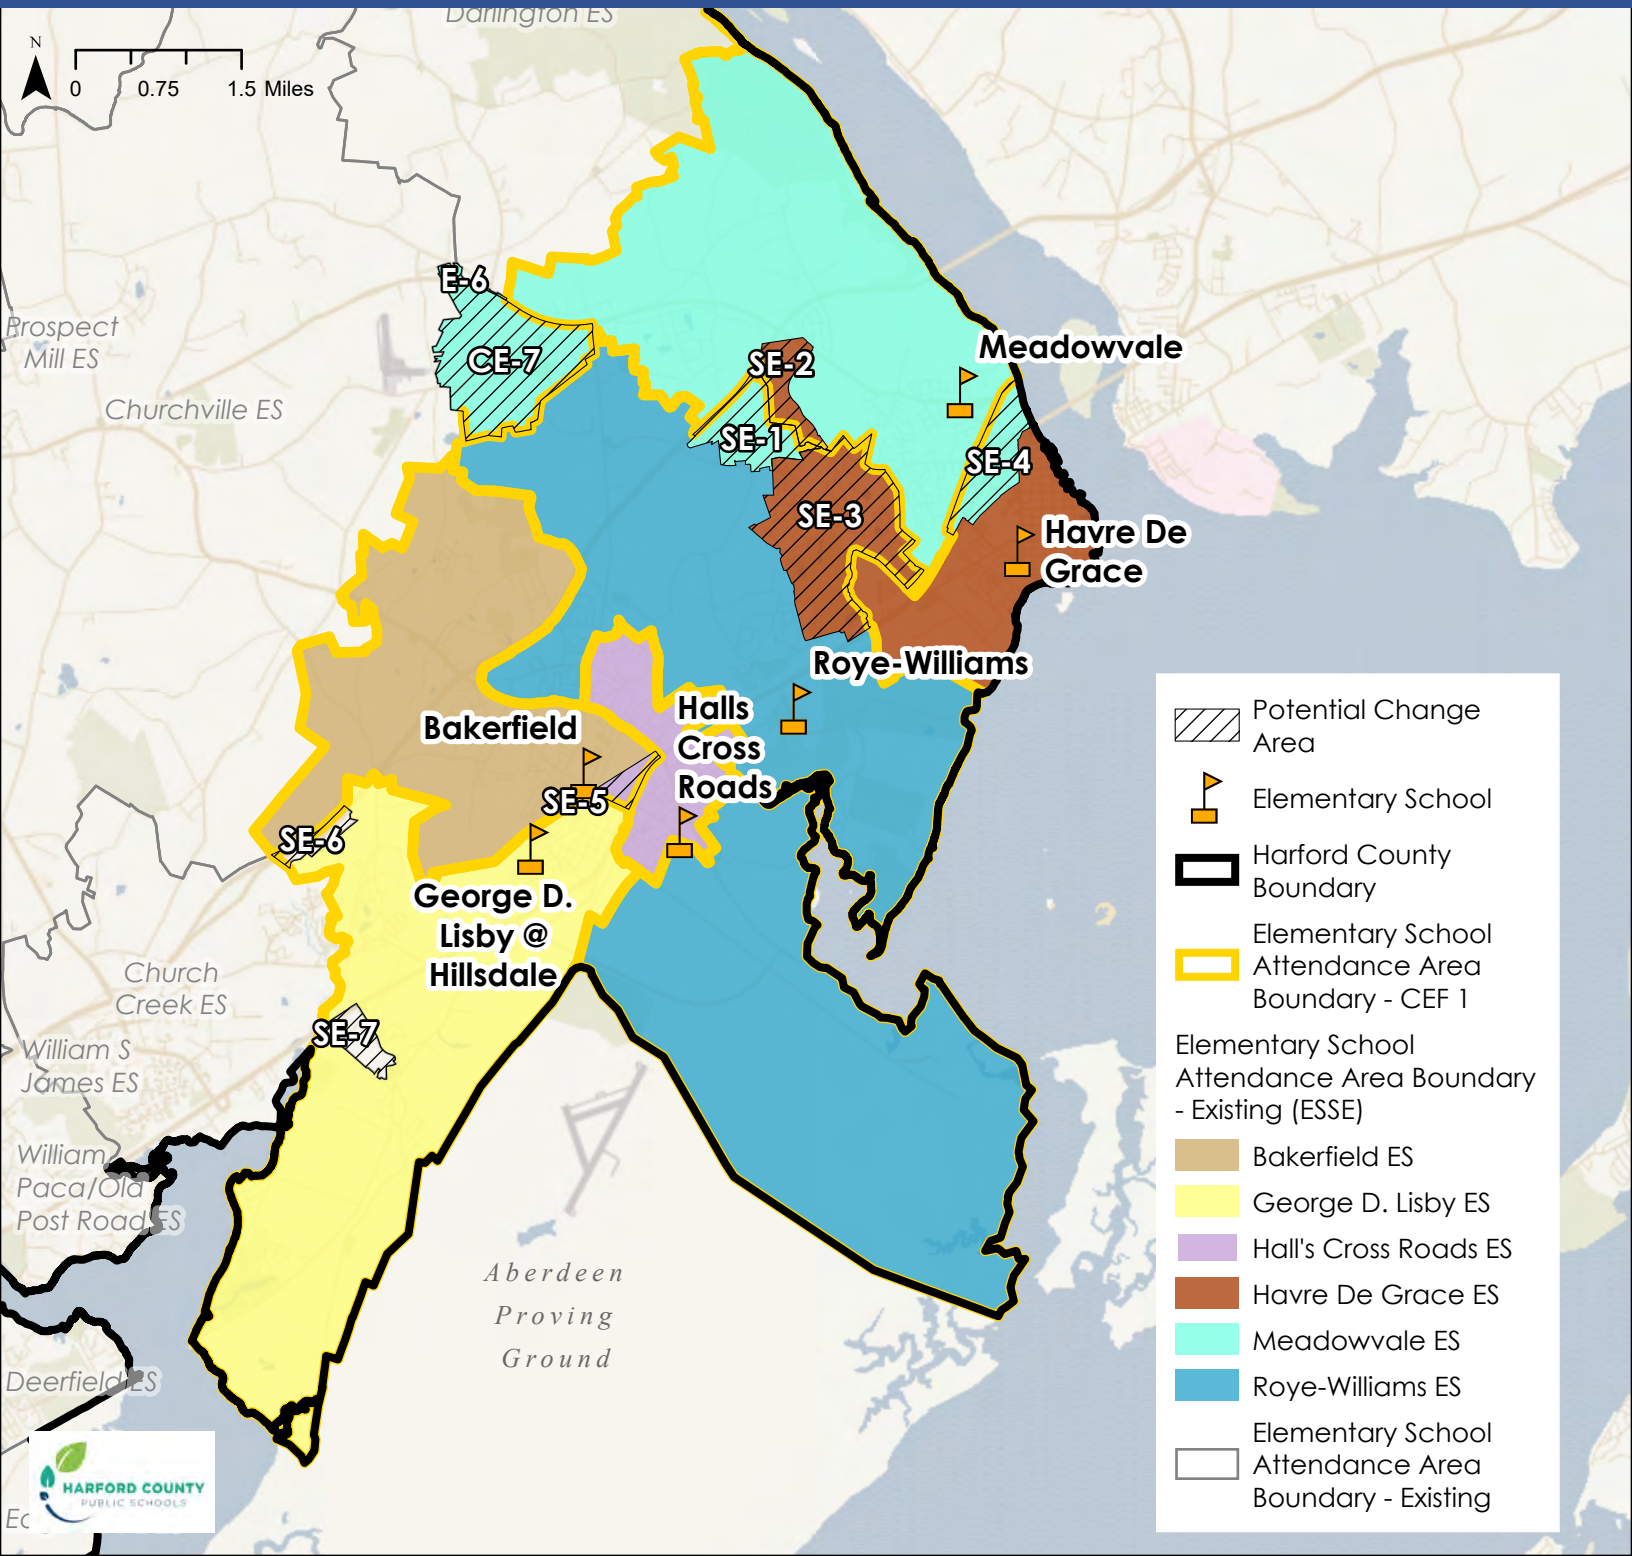 Darlington ES
N
0 0.75 1.5 Miles
E-6
Prospect
Mill ES
CE-7
Churchville ES
SE-2
Meadowvale
SE-1
SE-4
SE-3
Havre De
Grace
Roye-Williams
Bakerfield
Halls
Cross
Roads
SE-5
SE-6
George D.
Lisby @
Hillsdale
Church
Creek ES
SE-7
William S
James ES
William
Paca/Old
Post Road ES
Aberdeen
Proving
Ground
Deerfield ES
HARFORD COUNTY
PUBLIC SCHOOLS
Potential Change
Area
Elementary School
Harford County
Boundary
Elementary School
Attendance Area
Boundary - CEF 1
Elementary School
Attendance Area Boundary
- Existing (ESSE)
Bakerfield ES
George D. Lisby ES
Hall's Cross Roads ES
Havre De Grace ES
Meadowvale ES
Roye-Williams ES
Elementary School
Attendance Area
Boundary - Existing